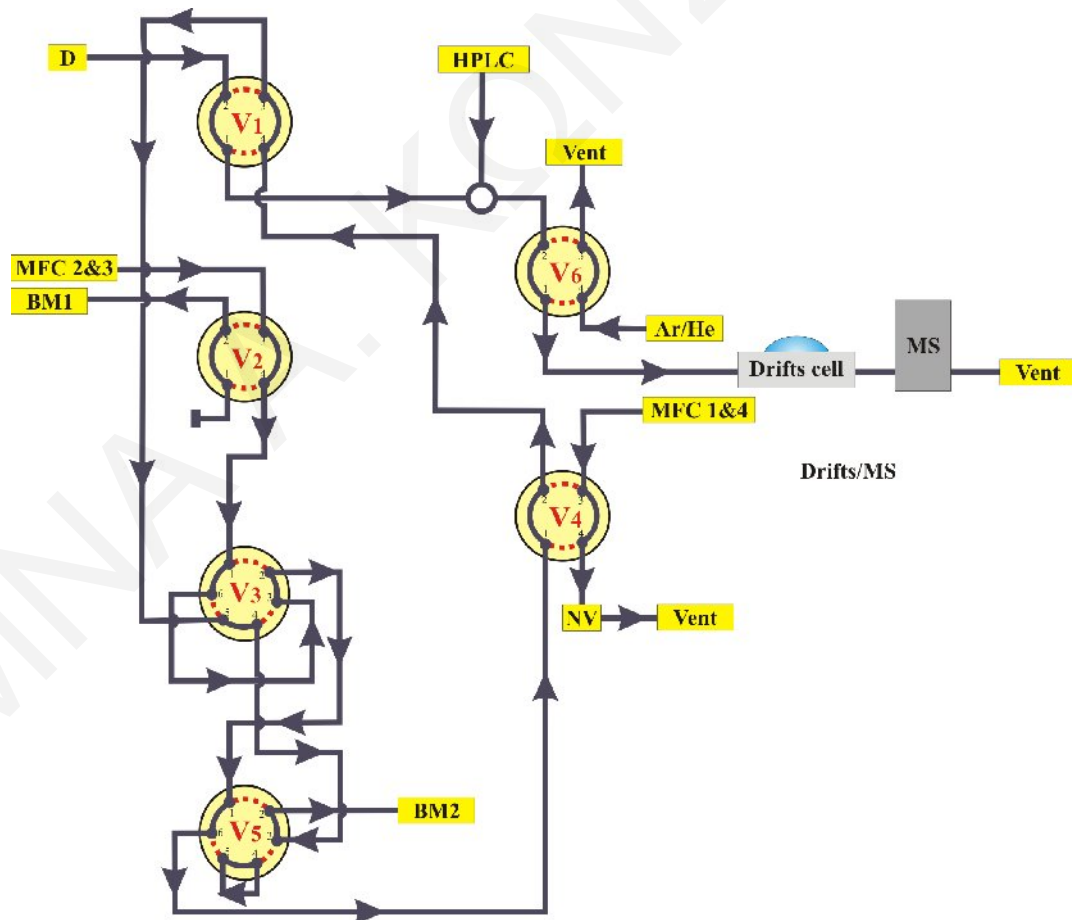 D
HPLC
V1
Vent
MFC 2&3
BM1
V6
Ar/He
V2
MS
Drifts cell
Vent
MFC 1&4
Drifts/MS
V4
V3
NV
Vent
BM2
V5